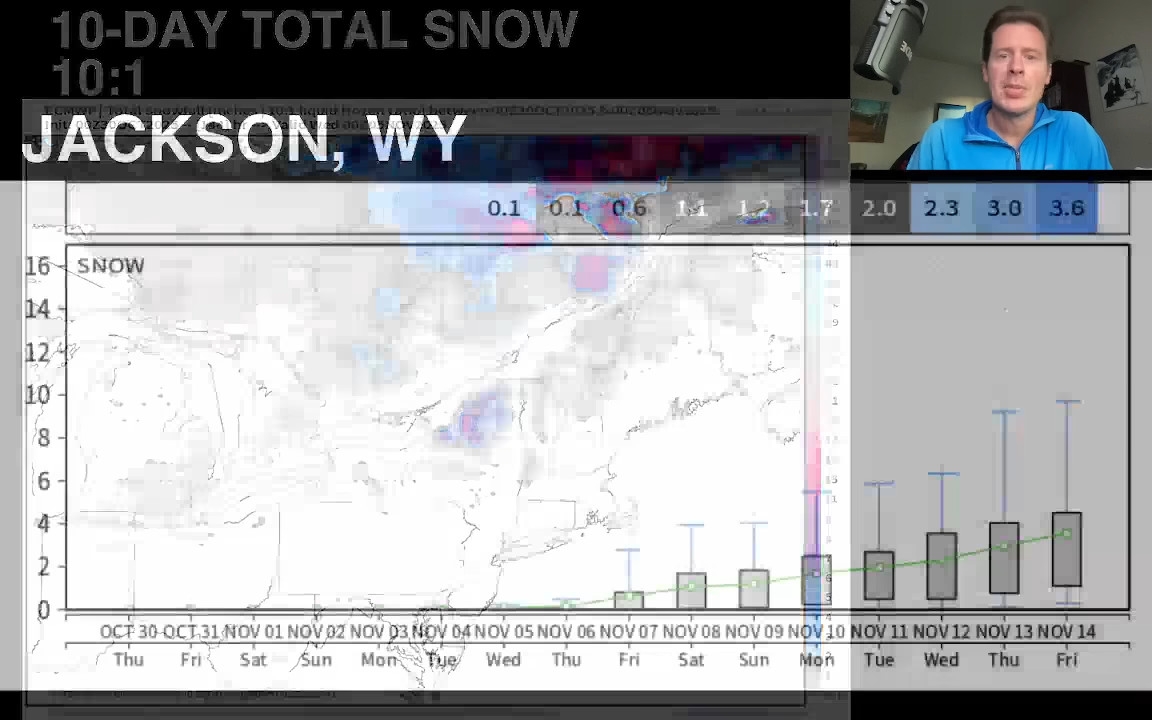 10-DAY TOTAL SNOW
10:1
JACKSON, WY
0.1 0.1 0.6 1.1 1.2 1.7 2.0 2.3 3.0 3.6
SNOW
16
14
12
10
8
6
4
2
0
OCT 30 OCT 31 NOV 01 NOV 02 NOV 03 NOV 04 NOV 05 NOV 06 NOV 07 NOV 08 NOV 09 NOV 10 NOV 11 NOV 12 NOV 13 NOV 14
Thu Fri Sat Sun Mon Tue Wed Thu Fri Sat Sun Mon Tue Wed Thu Fri